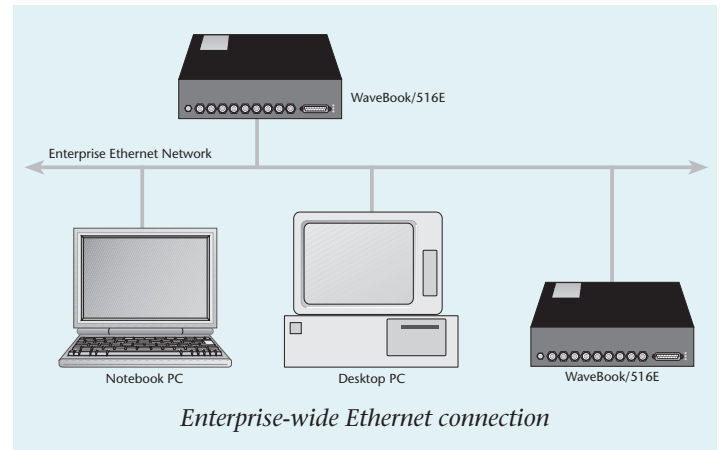 WaveBook/516E
Enterprise Ethernet Network
Notebook PC
Desktop PC
WaveBook/516E
Enterprise-wide Ethernet connection